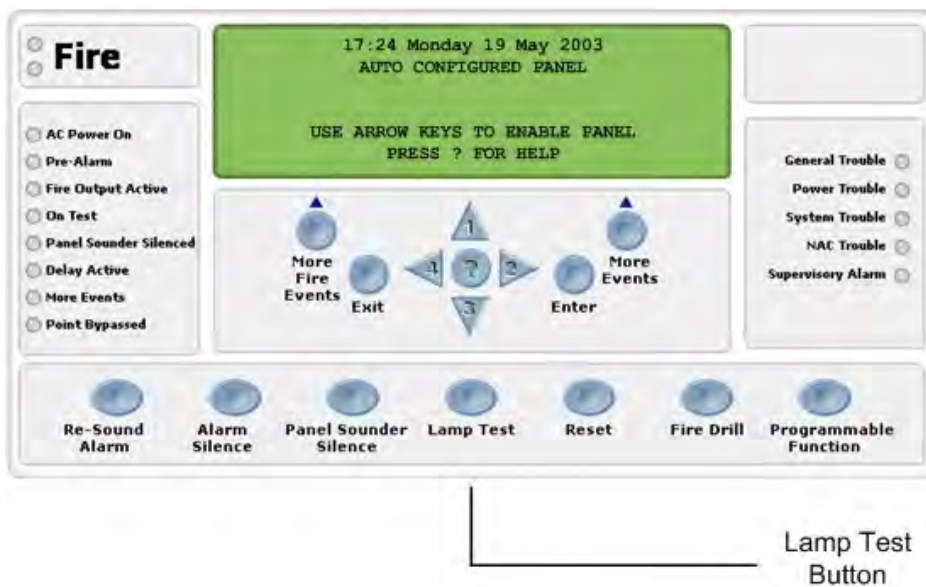 Fire
17:24 Monday 19 May 2003
AUTO CONFIGURED PANEL
USE ARROW KEYS TO ENABLE PANEL
PRESS ? FOR HELP
AC Power On
Pre-Alarm
Fire Output Active
On Test
Panel Sounder Silenced
Delay Active
More Events
Point Bypassed
More
Fire
Events
Exit
1
4
?
2
3
Enter
More
Events
General Trouble
Power Trouble
System Trouble
NAC Trouble
Supervisory Alarm
Re-Sound
Alarm
Alarm
Silence
Panel Sounder
Silence
Lamp Test
Reset
Fire Drill
Programmable
Function
Lamp Test
Button